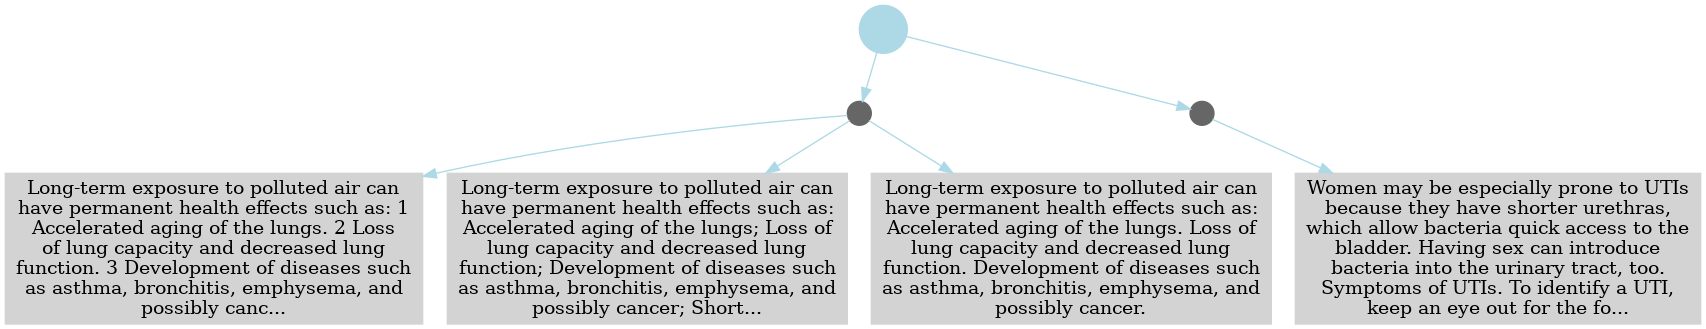 Long-term exposure to polluted air can
have permanent health effects such as: 1
Accelerated aging of the lungs. 2 Loss
of lung capacity and decreased lung
function. 3 Development of diseases such
as asthma, bronchitis, emphysema, and
possibly canc...
Long-term exposure to polluted air can
have permanent health effects such as:
Accelerated aging of the lungs; Loss of
lung capacity and decreased lung
function; Development of diseases such
as asthma, bronchitis, emphysema, and
possibly cancer; Short...
Long-term exposure to polluted air can
have permanent health effects such as:
Accelerated aging of the lungs. Loss of
lung capacity and decreased lung
function. Development of diseases such
as asthma, bronchitis, emphysema, and
possibly cancer.
Women may be especially prone to UTIs
because they have shorter urethras,
which allow bacteria quick access to the
bladder. Having sex can introduce
bacteria into the urinary tract, too.
Symptoms of UTIs. To identify a UTI,
keep an eye out for the fo...